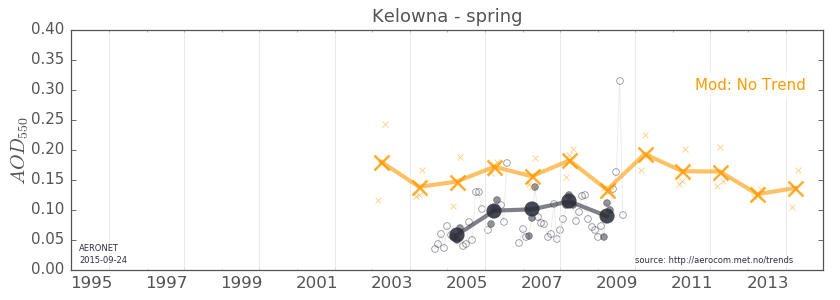 Kelowna - spring
0.40
0.35
0.30
0.25
0.20
0.15
0.10
0.05
0.00
AOD550
Mod: No Trend
AERONET
2015-09-24
source: http://aerocom.met.no/trends
1995 1997 1999 2001 2003 2005 2007 2009 2011 2013